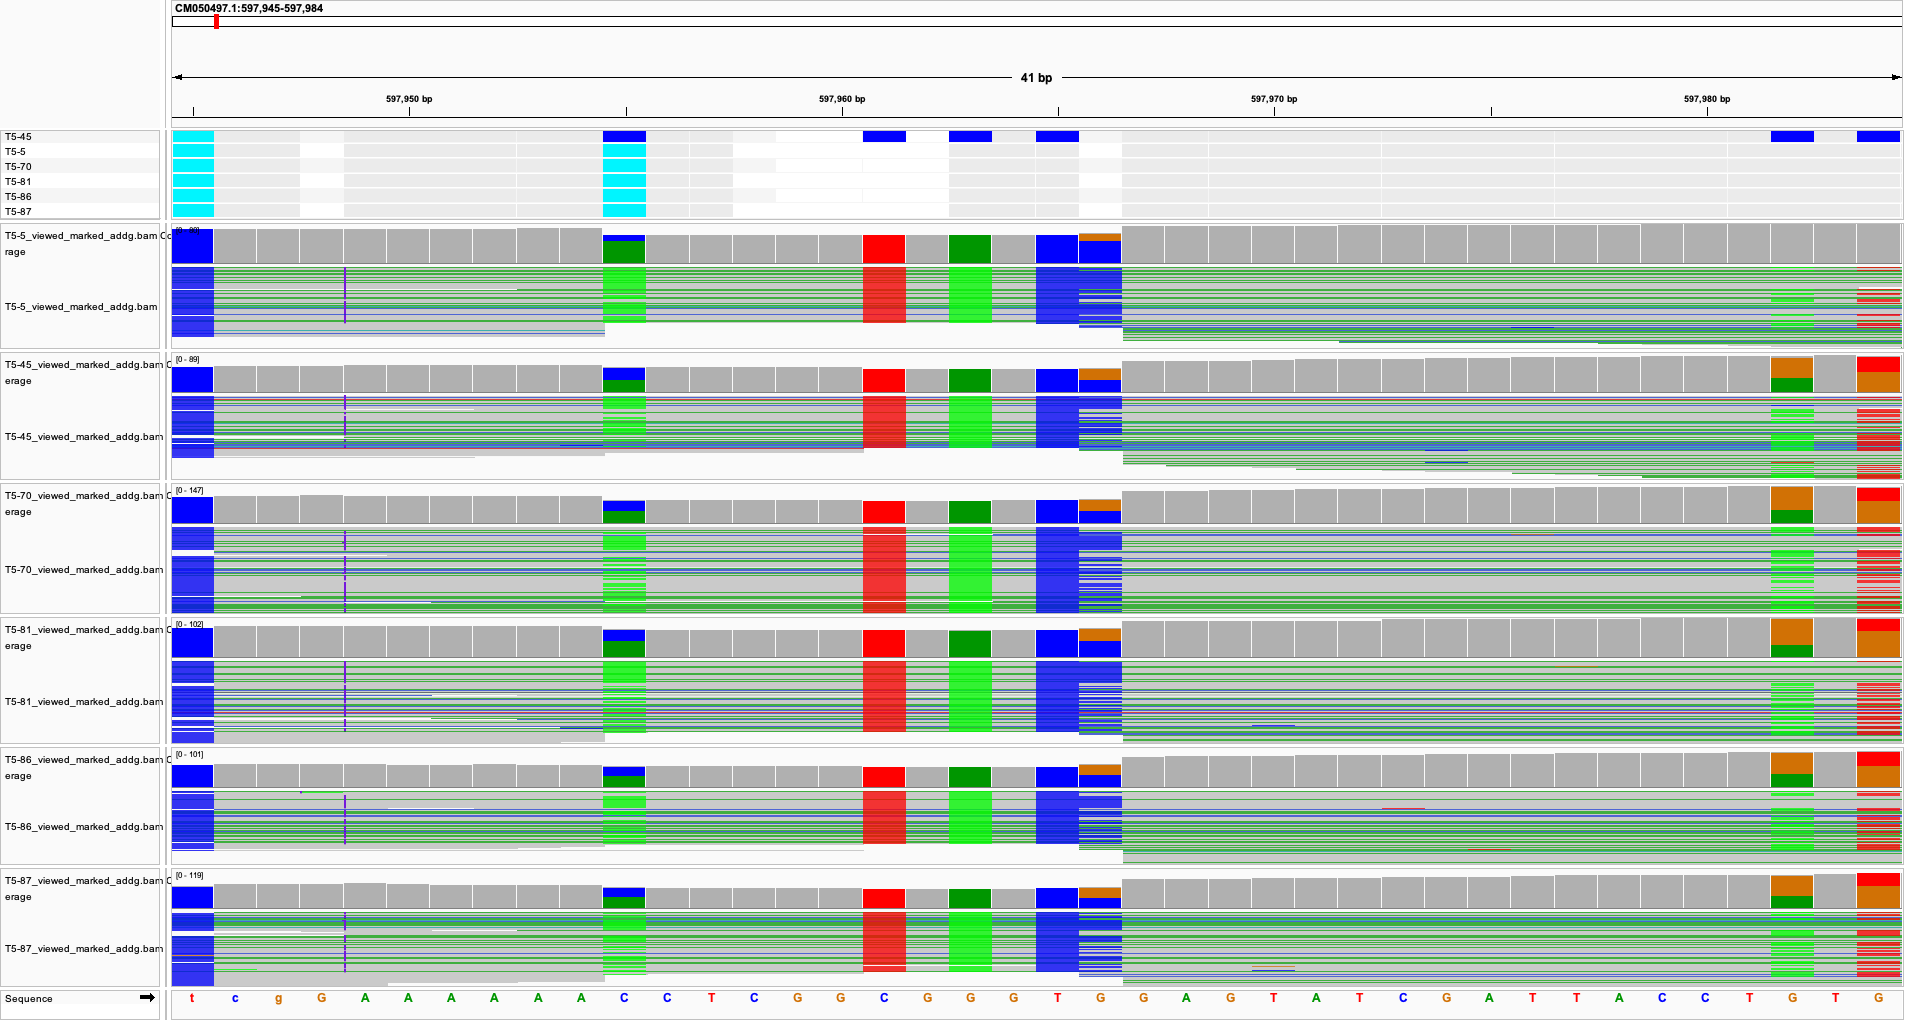 CM050497.1:597,945-597,984
41 bp
597,950 bp
597,960 bp
597,970 bp
597,980 bp
T5-45
T5-5
T5-70
T5-81
T5-86
T5-87
T5-5_viewed_marked_addg.bam Co
rage
T5-5_viewed_marked_addg.bam
T5-45_viewed_marked_addg.bam C
erage
[0 - 89]
T5-45_viewed_marked_addg.bam
T5-70_viewed_marked_addg.bam C
erage
[0 - 147]
T5-70_viewed_marked_addg.bam
T5-81_viewed_marked_addg.bam C
erage
[0 - 102]
T5-81_viewed_marked_addg.bam
T5-86_viewed_marked_addg.bam C
erage
[0 - 101]
T5-86_viewed_marked_addg.bam
T5-87_viewed_marked_addg.bam C
erage
[0 - 119]
T5-87_viewed_marked_addg.bam
Sequence
t c g G A A A A A A C C T C G G C G G G T G G A G T A T C G A T T A C C T G T G